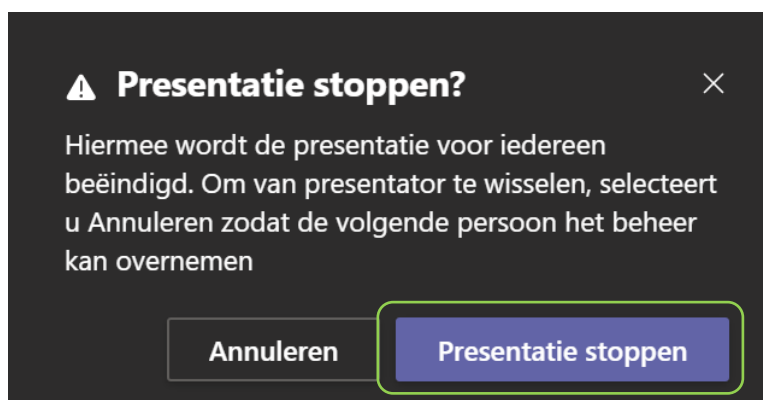 Presentatie stoppen?
Hiermee wordt de presentatie voor iedereen
beëindigd. Om van presentator te wisselen, selecteert
u Annuleren zodat de volgende persoon het beheer
kan overnemen
Annuleren
Presentatie stoppen